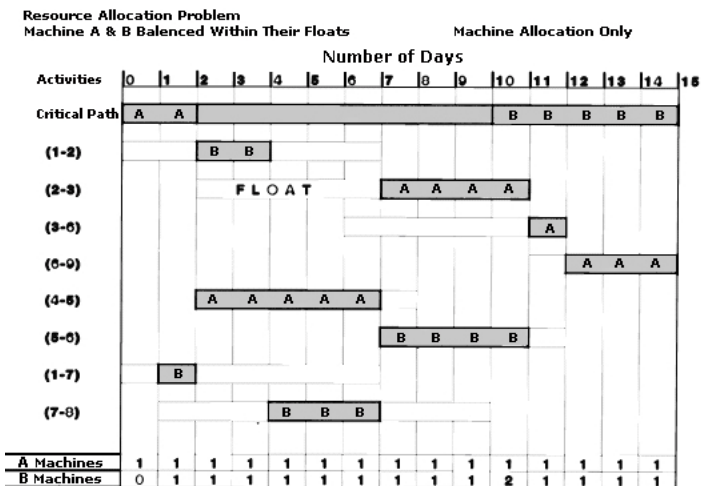 Resource Allocation Problem
Machine A & B Balenced Within Their Floats Machine Allocation Only
Number of Days
Activities 0 1 2 3 4 5 6 7 8 9 10 11 12 13 14 15
Critical Path A A B B B B B
(1-2) B B
(2-3) FLOAT A A A A
(3-6) A
(6-9) A A A
(4-5) A A A A A
(5-6) B B B B
(1-7) B
(7-8) B B B
A Machines 1 1 1 1 1 1 1 1 1 1 1 1 1 1 1
B Machines 0 1 1 1 1 1 1 1 1 1 2 1 1 1 1